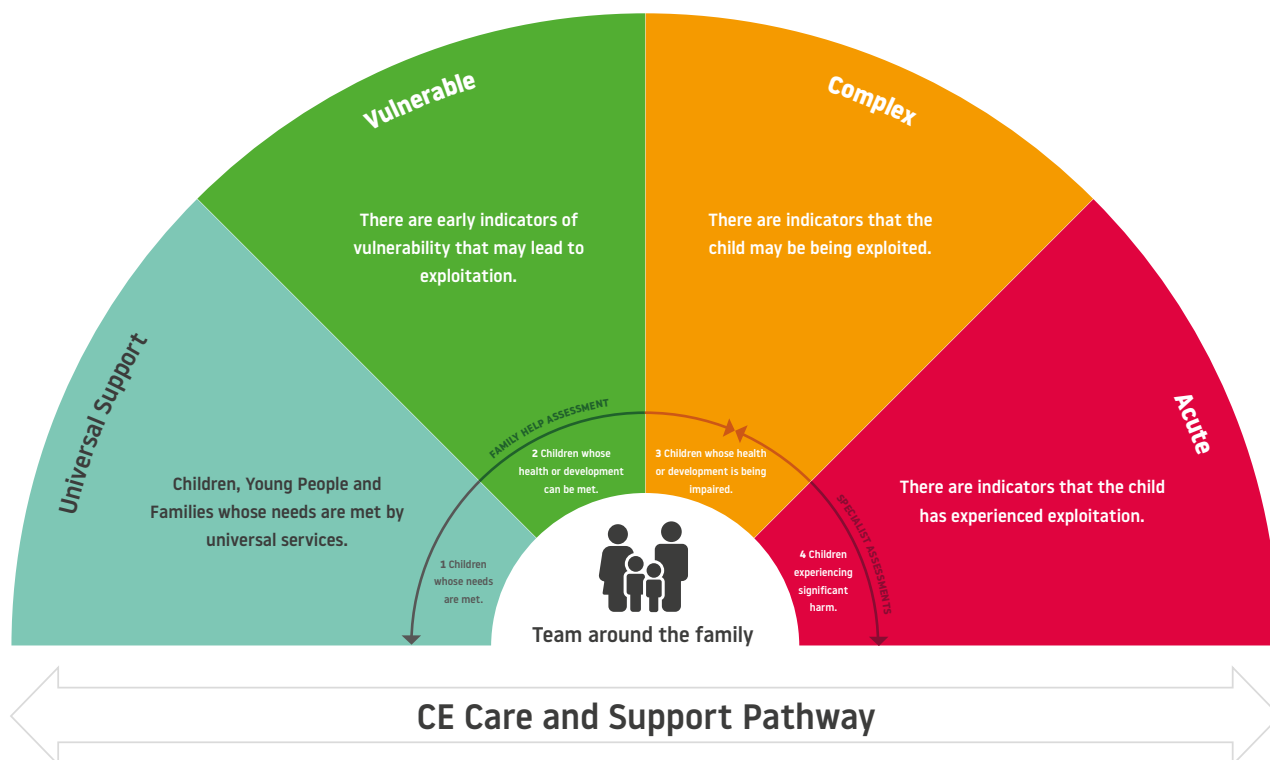 Vulnerable
Complex
There are early indicators of
vulnerability that may lead to
exploitation.
There are indicators that the
child may be being exploited.
Universal Support
Acute
Children, Young People and
Families whose needs are met by
universal services.
There are indicators that the child
has experienced exploitation.
FAMILY HELP ASSESSMENT
SPECIALIST ASSESSMENTS
1 Children
whose needs
are met.
2 Children whose
health or development
can be met.
3 Children whose health
or development is being
impaired.
4 Children
experiencing
significant
harm.
Team around the family
CE Care and Support Pathway